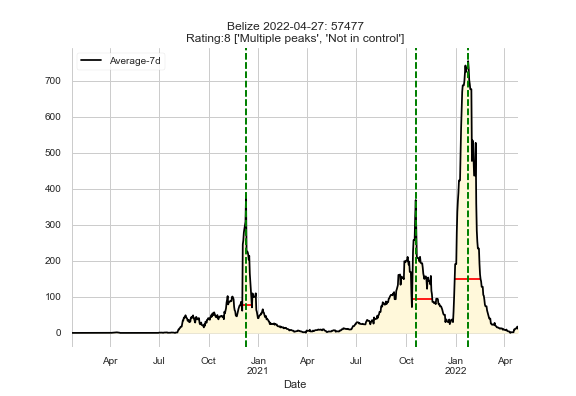 Belize 2022-04-27: 57477
Rating:8 ['Multiple peaks', 'Not in control']
Average-7d
700
600
500
400
300
200
100
0
Apr Jul Oct Jan Apr Jul Oct Jan Apr
2021 2022
Date